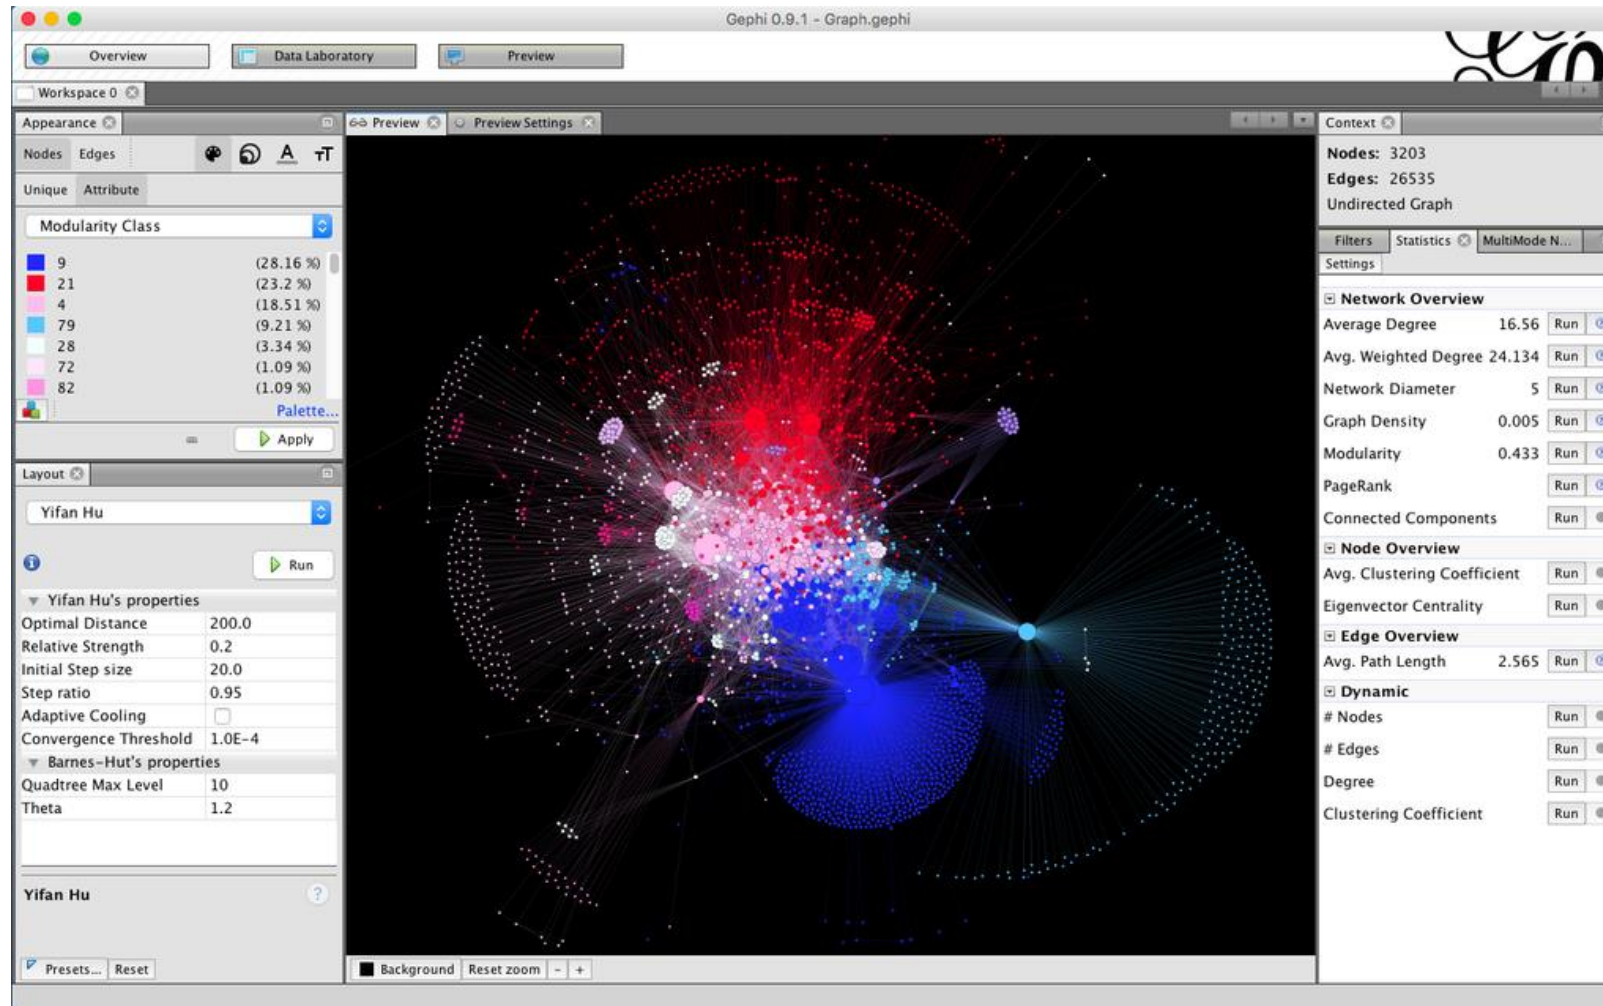 Gephi 0.9.1 - Graph.gephi
Overview
Data Laboratory
Preview
Workspace 0
Appearance
Nodes Edges
A
тT
Unique Attribute
Modularity Class
9 (28.16 %)
21 (23.2 %)
4 (18.51 %)
79 (9.21 %)
28 (3.34 %)
72 (1.09 %)
82 (1.09 %)
Palette...
Apply
Layout
Yifan Hu
Run
Yifan Hu's properties
Optimal Distance 200.0
Relative Strength 0.2
Initial Step size 20.0
Step ratio 0.95
Adaptive Cooling
Convergence Threshold 1.0E-4
Barnes-Hut's properties
Quadtree Max Level 10
Theta 1.2
Yifan Hu
?
Presets... Reset
Preview
Preview Settings
Background Reset zoom - +
Context
Nodes: 3203
Edges: 26535
Undirected Graph
Filters Statistics MultiMode N...
Settings
Network Overview
Average Degree 16.56 Run
Avg. Weighted Degree 24.134 Run
Network Diameter 5 Run
Graph Density 0.005 Run
Modularity 0.433 Run
PageRank Run
Connected Components Run
Node Overview
Avg. Clustering Coefficient Run
Eigenvector Centrality Run
Edge Overview
Avg. Path Length 2.565 Run
Dynamic
# Nodes Run
# Edges Run
Degree Run
Clustering Coefficient Run